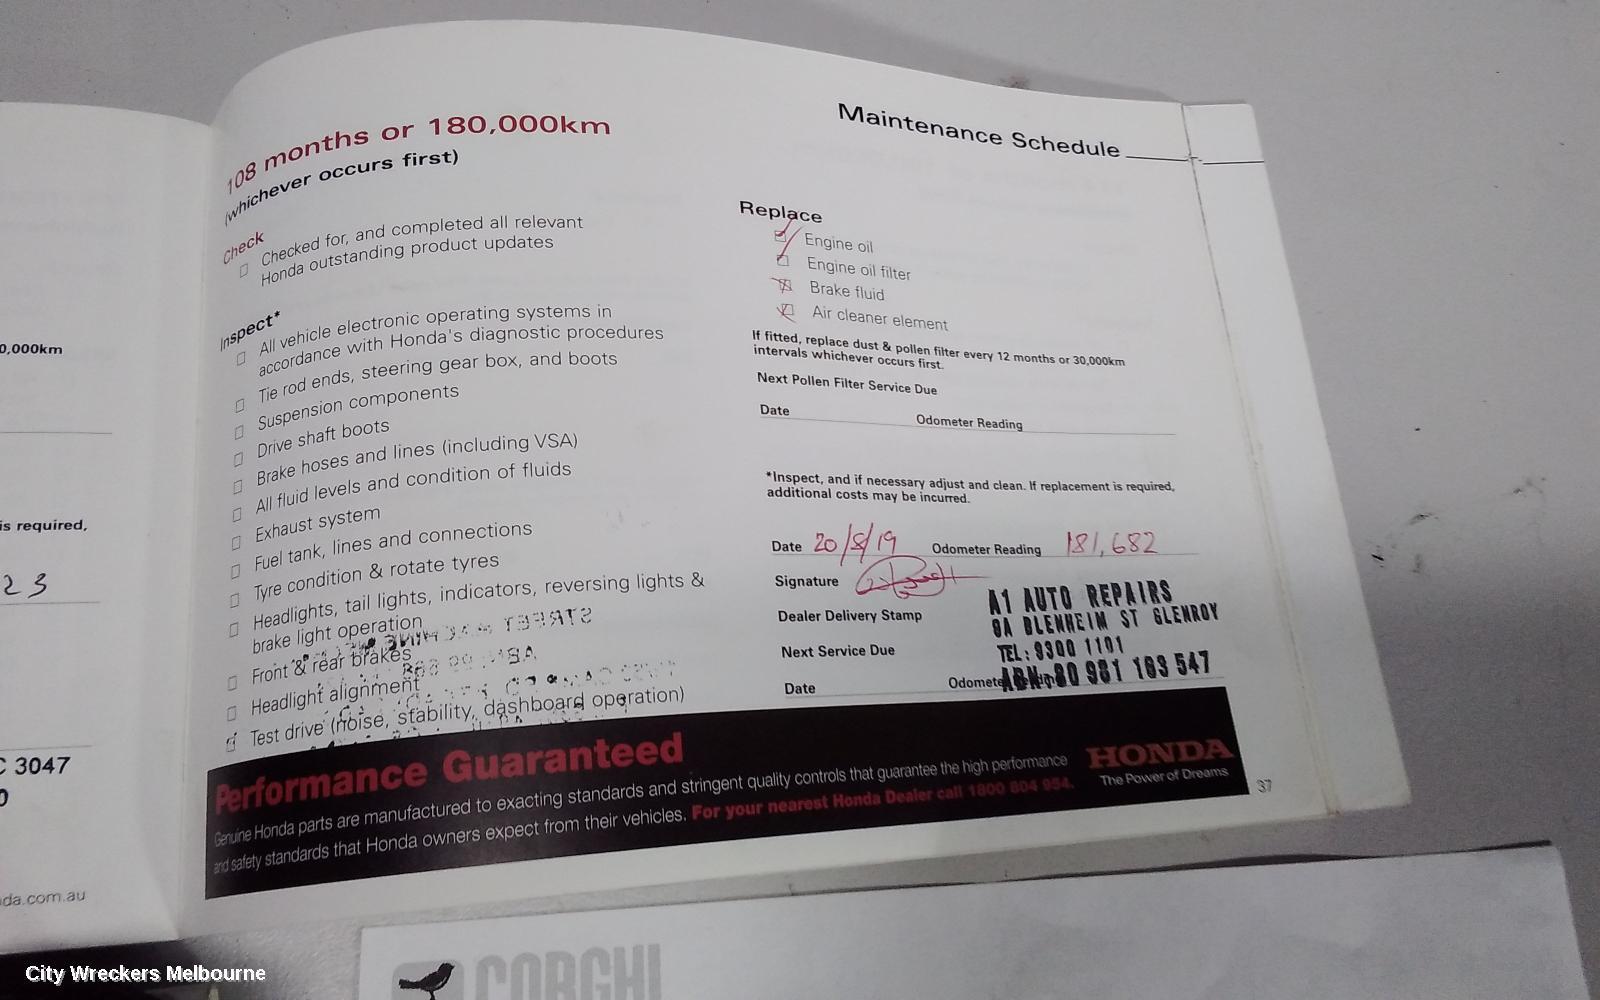 0,000km
is required,
23
C 3047
0
da.com.au
108 months or 180,000km
(whichever occurs first)
Check
Checked for, and completed all relevant
Honda outstanding product updates
Inspect*
All vehicle electronic operating systems in
accordance with Honda's diagnostic procedures
Tie rod ends, steering gear box, and boots
Suspension components
Drive shaft boots
Brake hoses and lines (including VSA)
All fluid levels and condition of fluids
Exhaust system
Fuel tank, lines and connections
Tyre condition & rotate tyres
Headlights, tail lights, indicators, reversing lights &
brake light operation
Front & rear brakes
Headlight alignment
Test drive (noise, stability, dashboard operation)
Maintenance Schedule
Replace
Engine oil
Engine oil filter
Brake fluid
Air cleaner element
If fitted, replace dust & pollen filter every 12 months or 30,000km
intervals whichever occurs first.
Next Pollen Filter Service Due
Date Odometer Reading
*Inspect, and if necessary adjust and clean. If replacement is required,
additional costs may be incurred.
Date 20/8/19 Odometer Reading 181,682
Signature
Dealer Delivery Stamp
A1 AUTO REPAIRS
9A BLENHEIM ST GLENROY
TEL: 9300 1101
ABN: 80 981 163 547
Next Service Due
Date Odomete
Performance Guaranteed
Genuine Honda parts are manufactured to exacting standards and stringent quality controls that guarantee the high performance
and safety standards that Honda owners expect from their vehicles. For your nearest Honda Dealer call 1800 804 954.
HONDA
The Power of Dreams
37
CORGHI
City Wreckers Melbourne